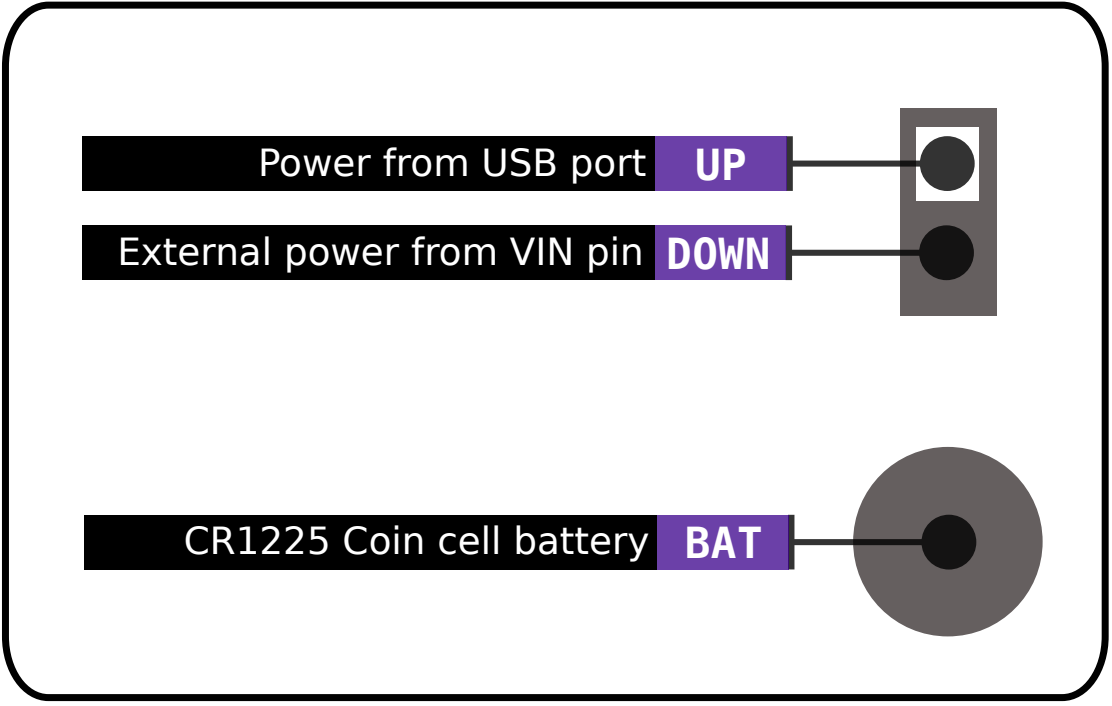 Power from USB port UP
External power from VIN pin DOWN
CR1225 Coin cell battery BAT